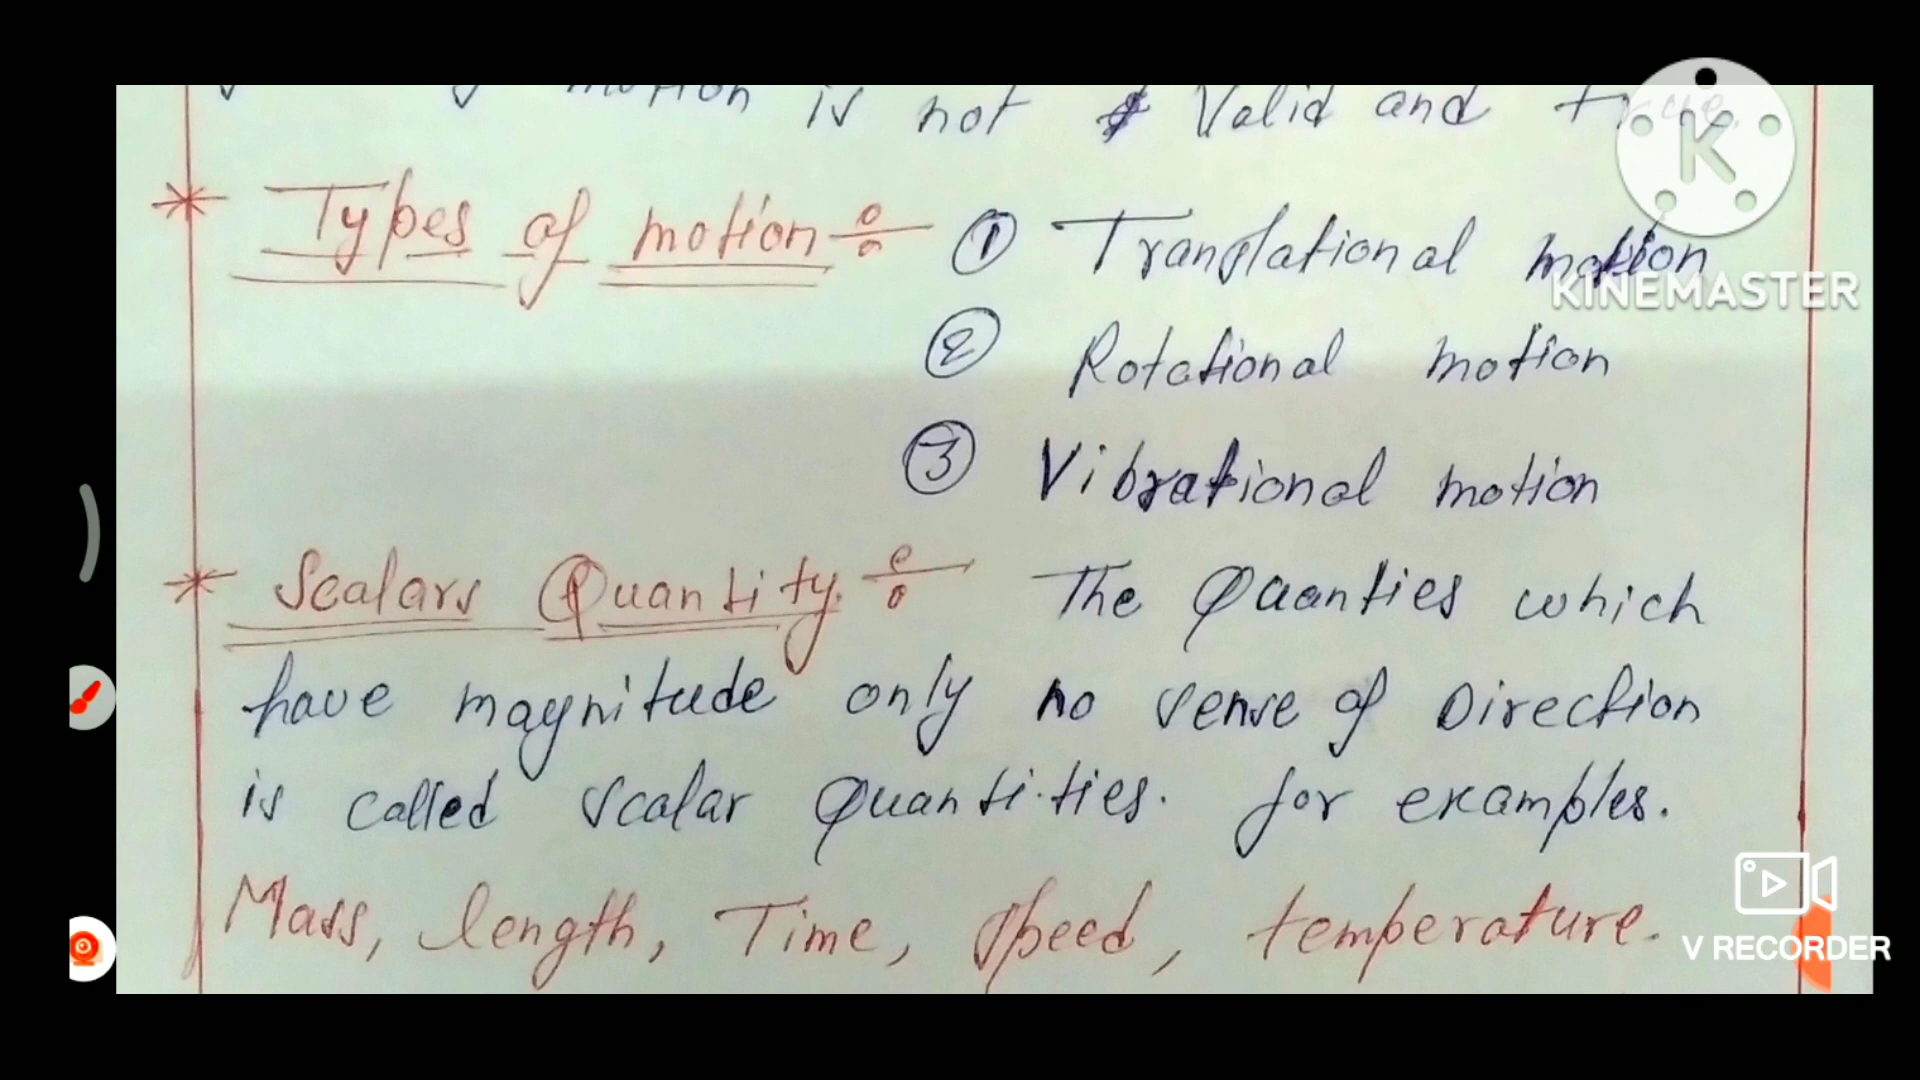 motion is not Valid and true.
* Types of motion ÷ ① Translational motion
② Rotational motion
③ Vibrational motion
* Scalars Quantity ÷ The Quanties which
have magnitude only no sense of Direction
is called Scalar Quantities. for examples.
Mass, length, Time, speed, temperature.
K
KINEMASTER
V RECORDER